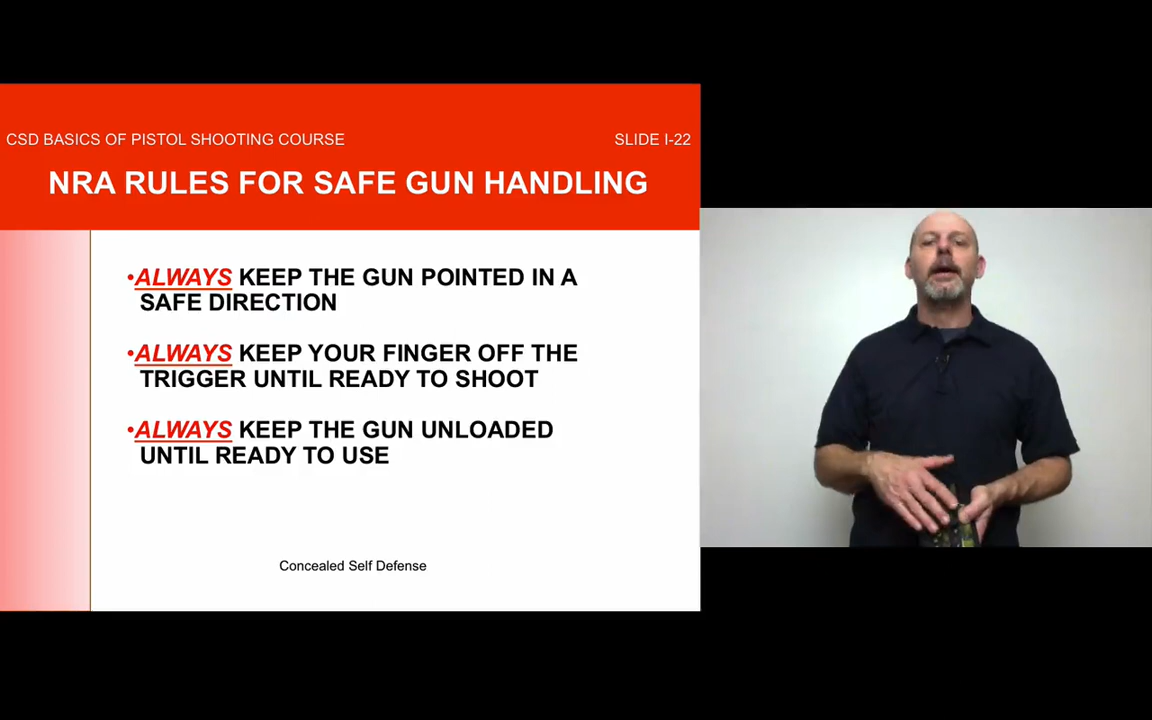 CSD BASICS OF PISTOL SHOOTING COURSE
SLIDE I-22
NRA RULES FOR SAFE GUN HANDLING
•ALWAYS KEEP THE GUN POINTED IN A
SAFE DIRECTION
•ALWAYS KEEP YOUR FINGER OFF THE
TRIGGER UNTIL READY TO SHOOT
•ALWAYS KEEP THE GUN UNLOADED
UNTIL READY TO USE
Concealed Self Defense